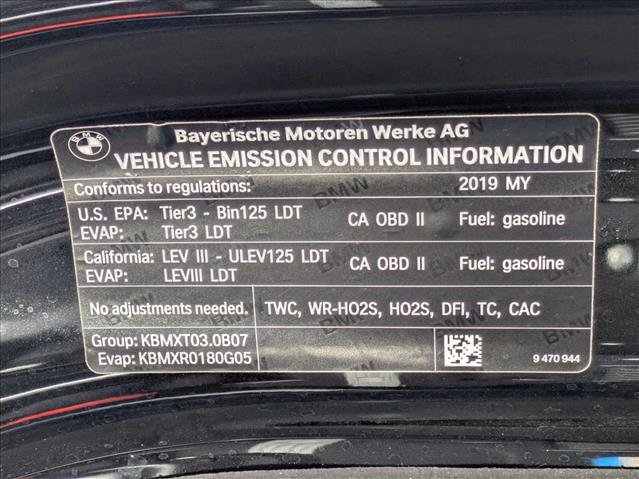 BMW
Bayerische Motoren Werke AG
VEHICLE EMISSION CONTROL INFORMATION
Conforms to regulations: 2019 MY
U.S. EPA: Tier3 - Bin125 LDT CA OBD II Fuel: gasoline
EVAP: Tier3 LDT
California: LEV III - ULEV125 LDT CA OBD II Fuel: gasoline
EVAP: LEVIII LDT
No adjustments needed. TWC, WR-HO2S, HO2S, DFI, TC, CAC
Group: KBMXT03.0B07
Evap: KBMXR0180G05
9 470 944